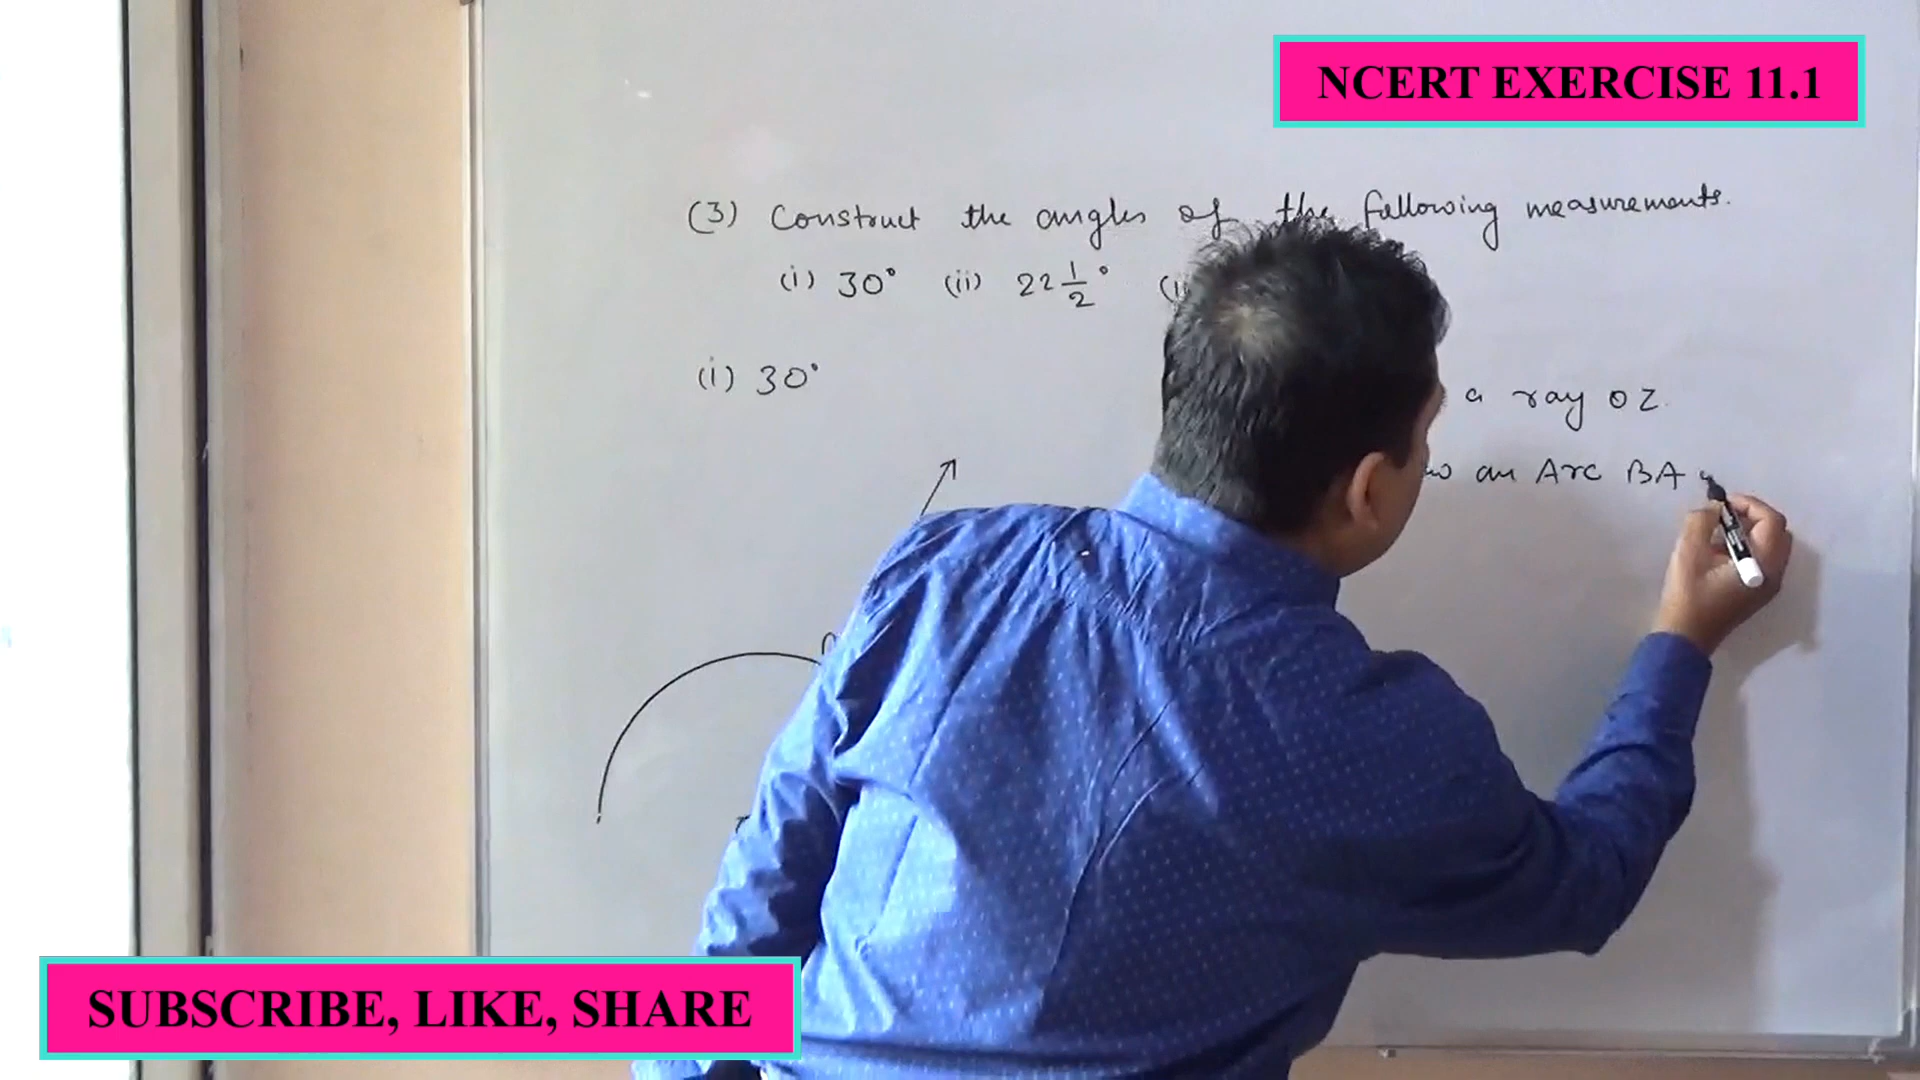 NCERT EXERCISE 11.1
(3) Construct the angles of the following measurements.
(i) 30° (ii) 22 1/2°
(i) 30°
a ray OZ.
an Arc BA
SUBSCRIBE, LIKE, SHARE